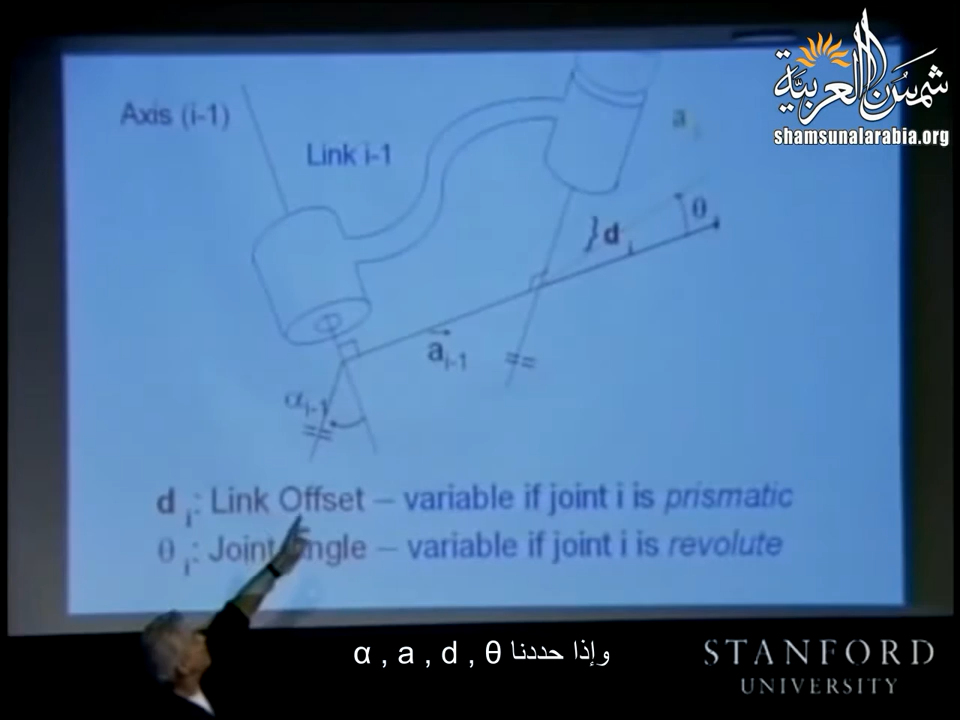 شمسن العربية
shamsunalarabia.org
Axis (i-1)
Link i-1
a
} d i
θ
a i-1
α i-1
d i : Link Offset – variable if joint i is prismatic
θ i : Joint Angle – variable if joint i is revolute
وإذا حددنا α , a , d , θ
STANFORD
UNIVERSITY